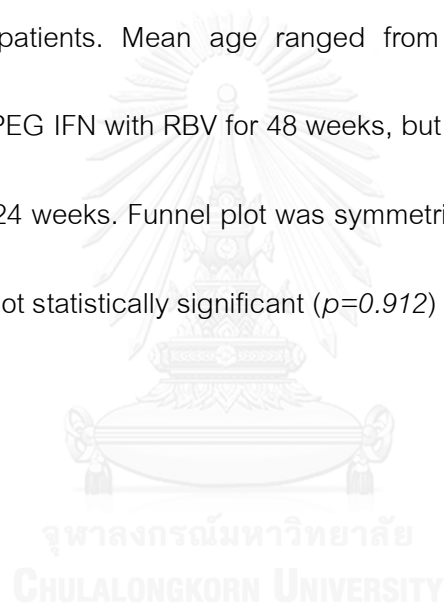 patients. Mean age ranged from
PEG IFN with RBV for 48 weeks, but
24 weeks. Funnel plot was symmetri
ot statistically significant (p=0.912)
จุฬาลงกรณ์มหาวิทยาลัย
CHULALONGKORN UNIVERSITY